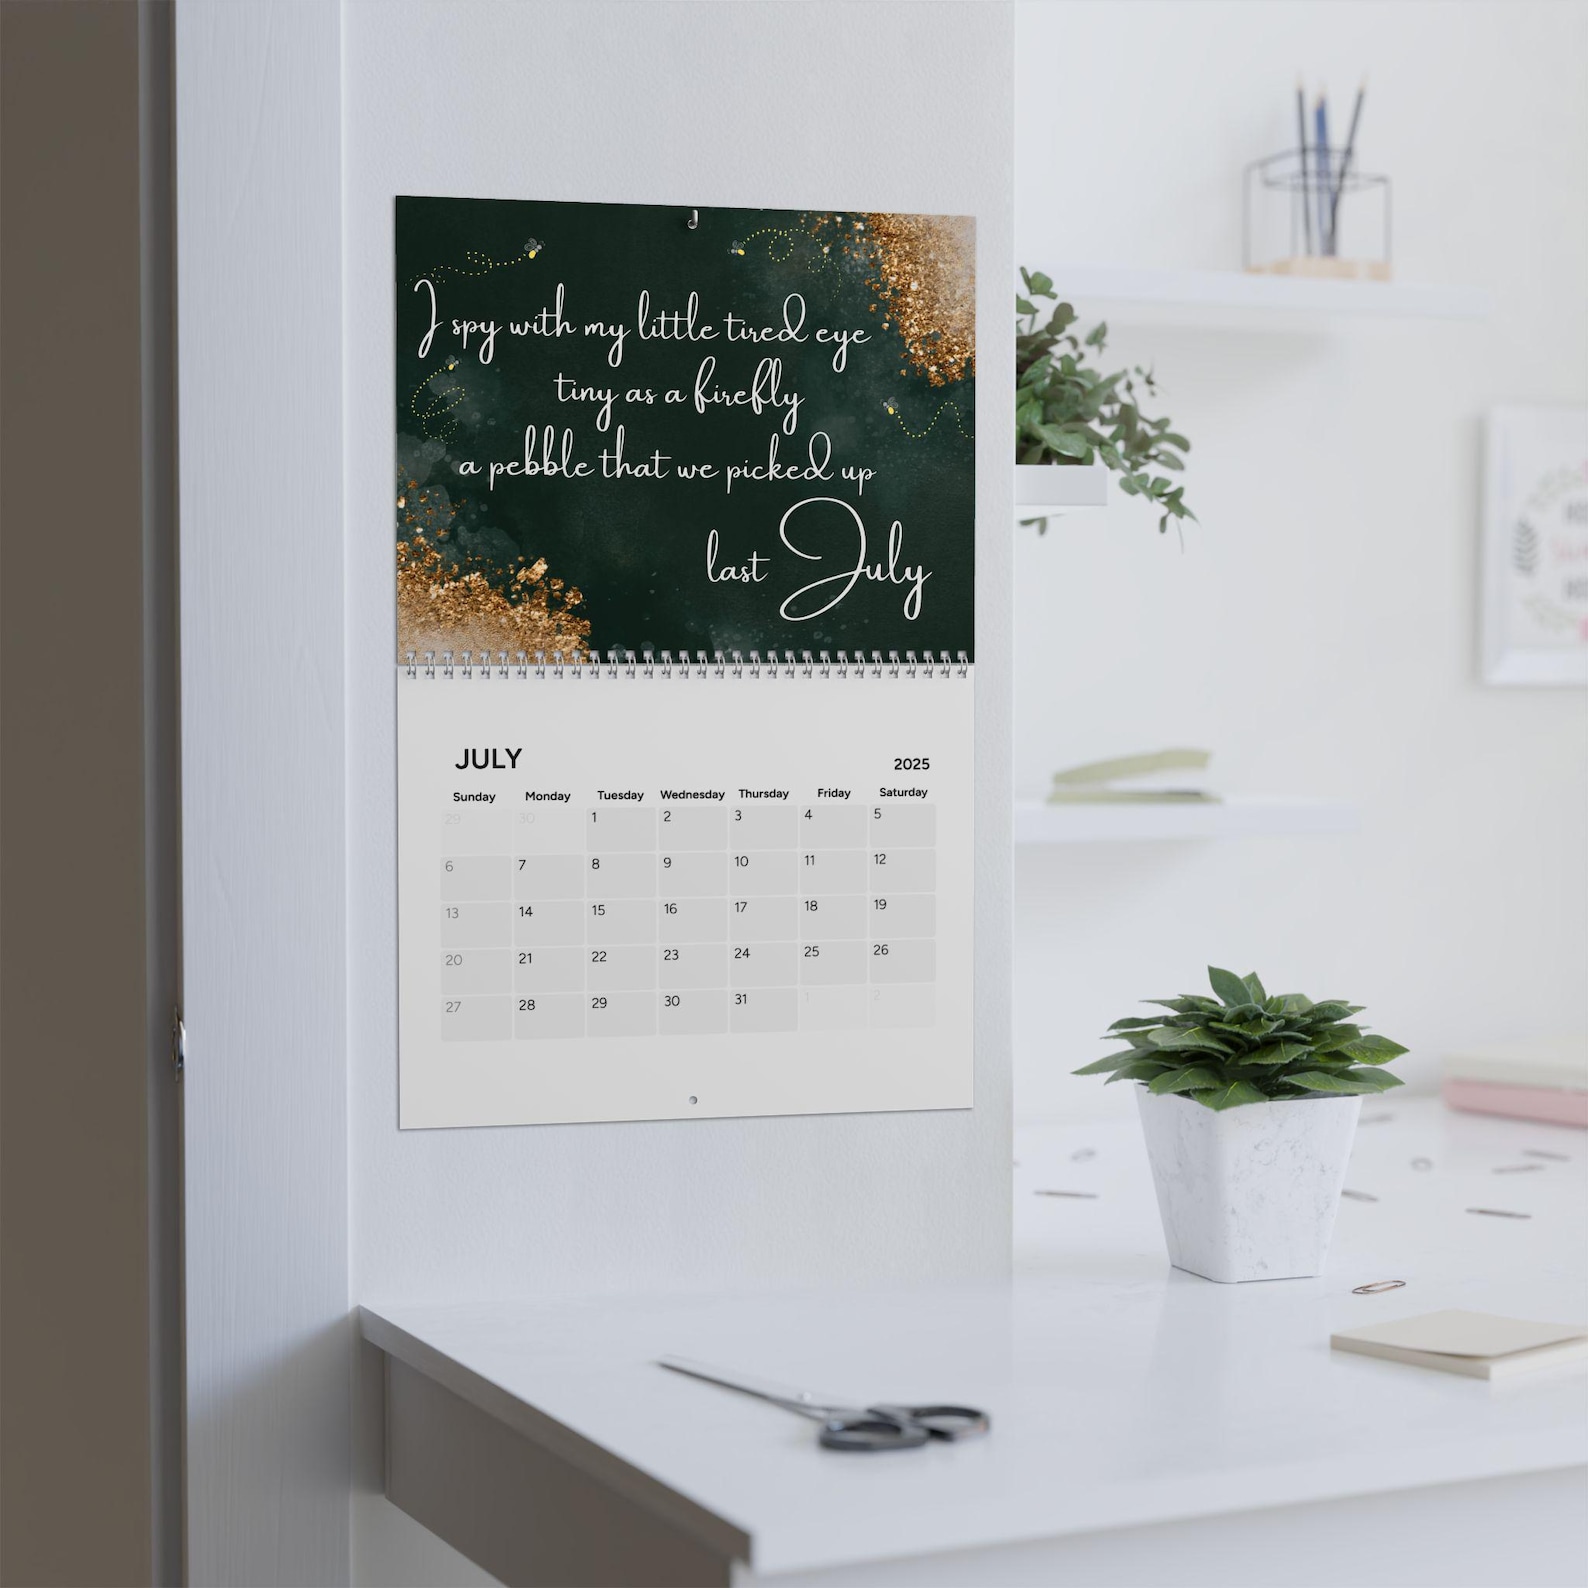 I spy with my little tired eye
tiny as a firefly
a pebble that we picked up
last July
JULY 2025
Sunday Monday Tuesday Wednesday Thursday Friday Saturday
29 30 1 2 3 4 5
6 7 8 9 10 11 12
13 14 15 16 17 18 19
20 21 22 23 24 25 26
27 28 29 30 31 1 2